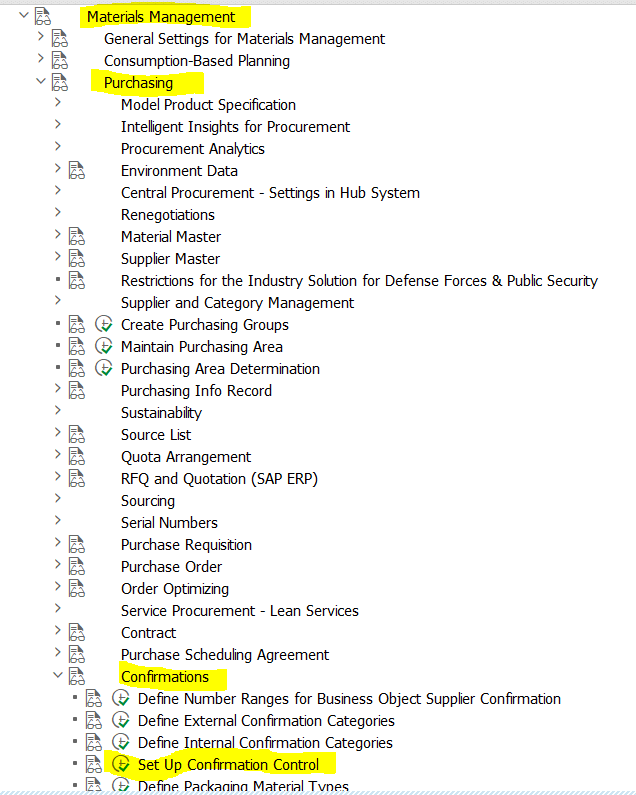 Materials Management
General Settings for Materials Management
Consumption-Based Planning
Purchasing
Model Product Specification
Intelligent Insights for Procurement
Procurement Analytics
Environment Data
Central Procurement - Settings in Hub System
Renegotiations
Material Master
Supplier Master
Restrictions for the Industry Solution for Defense Forces & Public Security
Supplier and Category Management
Create Purchasing Groups
Maintain Purchasing Area
Purchasing Area Determination
Purchasing Info Record
Sustainability
Source List
Quota Arrangement
RFQ and Quotation (SAP ERP)
Sourcing
Serial Numbers
Purchase Requisition
Purchase Order
Order Optimizing
Service Procurement - Lean Services
Contract
Purchase Scheduling Agreement
Confirmations
Define Number Ranges for Business Object Supplier Confirmation
Define External Confirmation Categories
Define Internal Confirmation Categories
Set Up Confirmation Control
Define Packaging Material Types